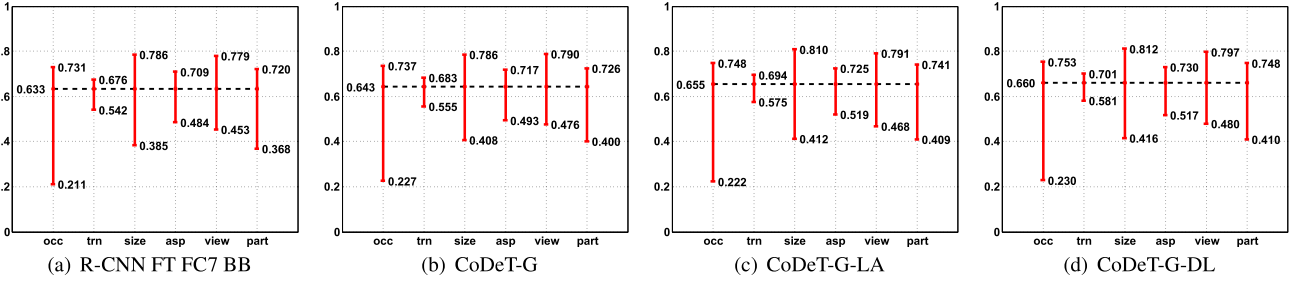 1 1 1 1
0.8 0.8 0.8 0.8
0.6 0.6 0.6 0.6
0.4 0.4 0.4 0.4
0.2 0.2 0.2 0.2
0 0 0 0
0.633
0.731 0.676 0.786 0.709 0.779 0.720
0.211 0.542 0.385 0.484 0.453 0.368
occ trn size asp view part
(a) R-CNN FT FC7 BB
0.643
0.737 0.683 0.786 0.717 0.790 0.726
0.227 0.555 0.408 0.493 0.476 0.400
occ trn size asp view part
(b) CoDeT-G
0.655
0.748 0.694 0.810 0.725 0.791 0.741
0.222 0.575 0.412 0.519 0.468 0.409
occ trn size asp view part
(c) CoDeT-G-LA
0.660
0.753 0.701 0.812 0.730 0.797 0.748
0.230 0.581 0.416 0.517 0.480 0.410
occ trn size asp view part
(d) CoDeT-G-DL